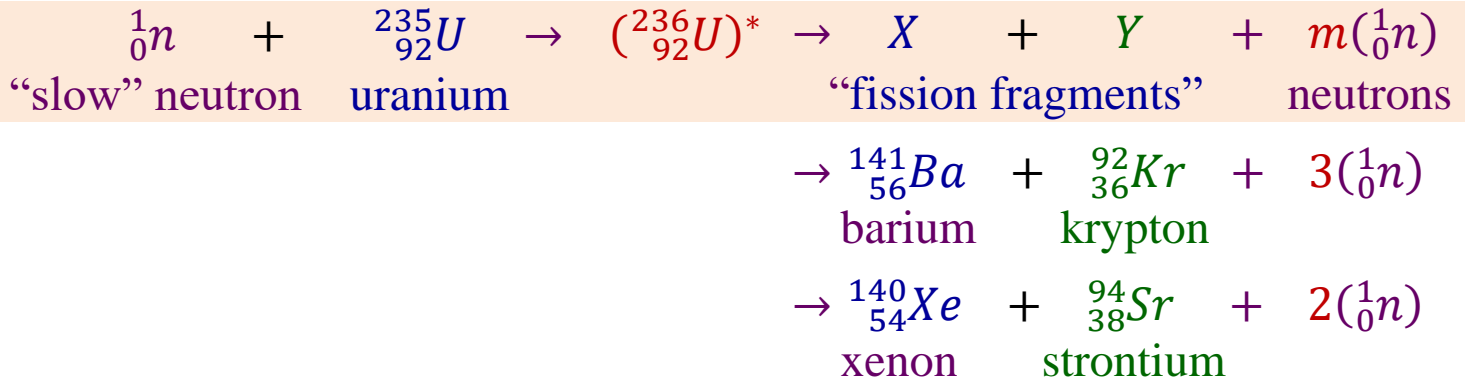 ¹₀n + ²³⁵₉₂U → (²³⁶₉₂U)* → X + Y + m(¹₀n)
“slow” neutron uranium “fission fragments” neutrons
→ ¹⁴¹₅₆Ba + ⁹²₃₆Kr + 3(¹₀n)
barium krypton
→ ¹⁴⁰₅₄Xe + ⁹⁴₃₈Sr + 2(¹₀n)
xenon strontium